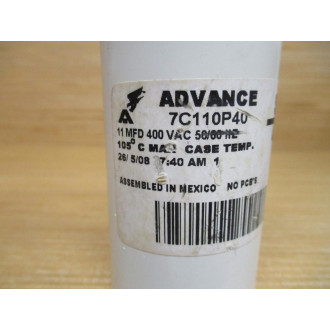 ADVANCE
7C110P40
11 MFD 400 VAC 50/60 HZ
105° C MAX CASE TEMP.
26/ 5/08 7:40 AM 1
ASSEMBLED IN MEXICO NO PCB'S